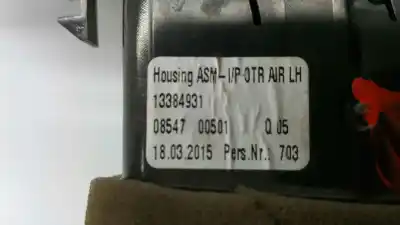 Housing ASM-I/P OTR AIR LH
13384931
08547 00501 Q 05
18.03.2015 Pers.Nr.: 703